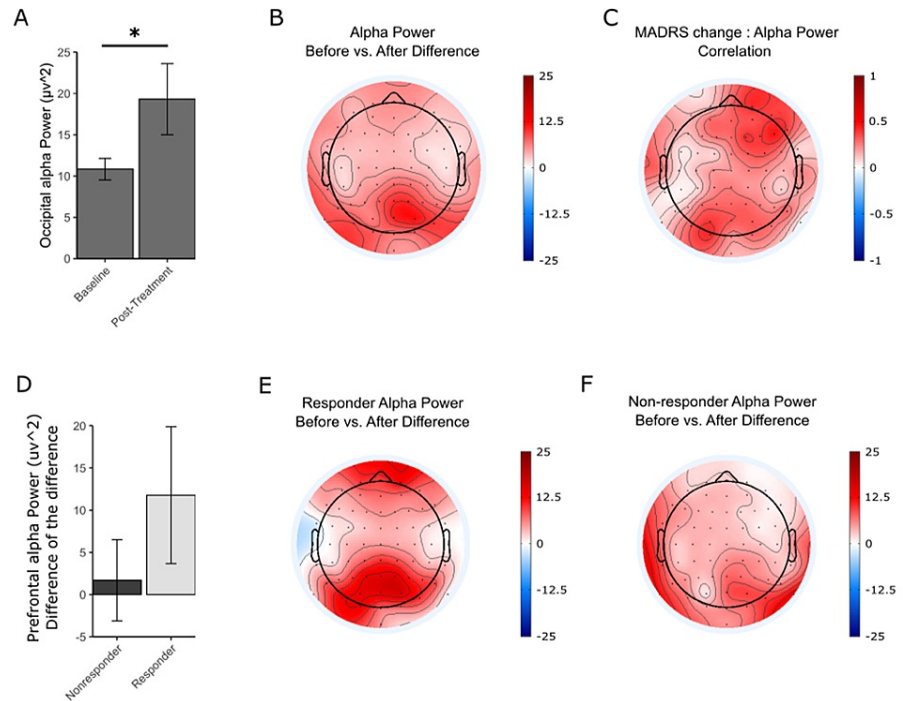 A
*
25
20
15
10
5
0
Occipital alpha Power (μv^2)
Baseline
Post-Treatment
B
Alpha Power
Before vs. After Difference
25
12.5
0
-12.5
-25
C
MADRS change : Alpha Power
Correlation
1
0.5
0
-0.5
-1
D
20
15
10
5
0
-5
Prefrontal alpha Power (uv^2)
Difference of the difference
Nonresponder
Responder
E
Responder Alpha Power
Before vs. After Difference
25
12.5
0
-12.5
-25
F
Non-responder Alpha Power
Before vs. After Difference
25
12.5
0
-12.5
-25